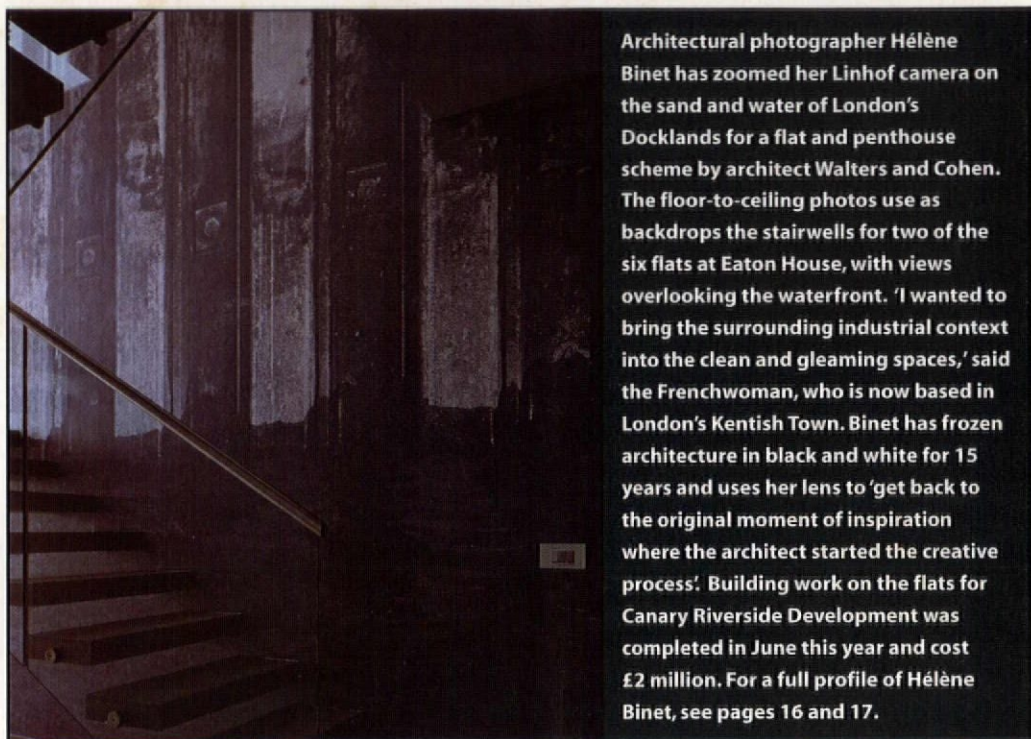 Architectural photographer Hélène
Binet has zoomed her Linhof camera on
the sand and water of London's
Docklands for a flat and penthouse
scheme by architect Walters and Cohen.
The floor-to-ceiling photos use as
backdrops the stairwells for two of the
six flats at Eaton House, with views
overlooking the waterfront. 'I wanted to
bring the surrounding industrial context
into the clean and gleaming spaces,' said
the Frenchwoman, who is now based in
London's Kentish Town. Binet has frozen
architecture in black and white for 15
years and uses her lens to 'get back to
the original moment of inspiration
where the architect started the creative
process'. Building work on the flats for
Canary Riverside Development was
completed in June this year and cost
£2 million. For a full profile of Hélène
Binet, see pages 16 and 17.